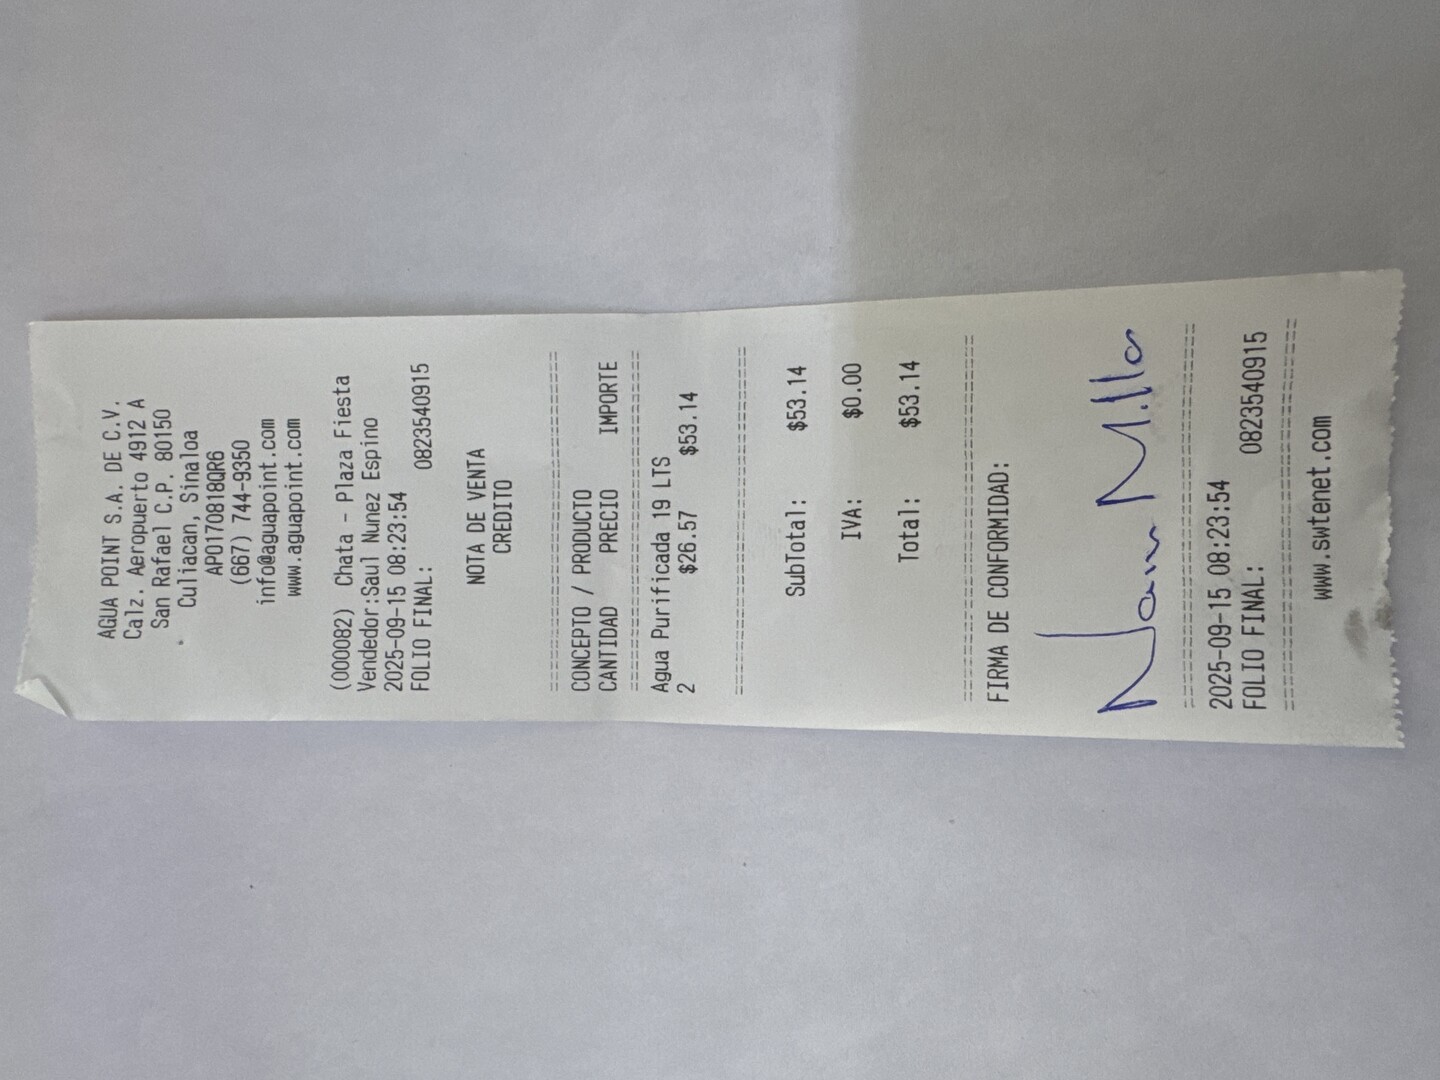 AGUA POINT S.A. DE C.V.
Calz. Aeropuerto 4912 A
San Rafael C.P. 80150
Culiacan, Sinaloa
APO170818QR6
(667) 744-9350
info@aguapoint.com
www.aguapoint.com
(000082) Chata - Plaza Fiesta
Vendedor:Saul Nunez Espino
2025-09-15 08:23:54
FOLIO FINAL: 0823540915
NOTA DE VENTA
CREDITO
==============================
CONCEPTO / PRODUCTO
CANTIDAD PRECIO IMPORTE
==============================
Agua Purificada 19 LTS
2 $26.57 $53.14
==============================
SubTotal: $53.14
IVA: $0.00
Total: $53.14
==============================
FIRMA DE CONFORMIDAD:
==============================
2025-09-15 08:23:54
FOLIO FINAL: 0823540915
==============================
www.swtenet.com